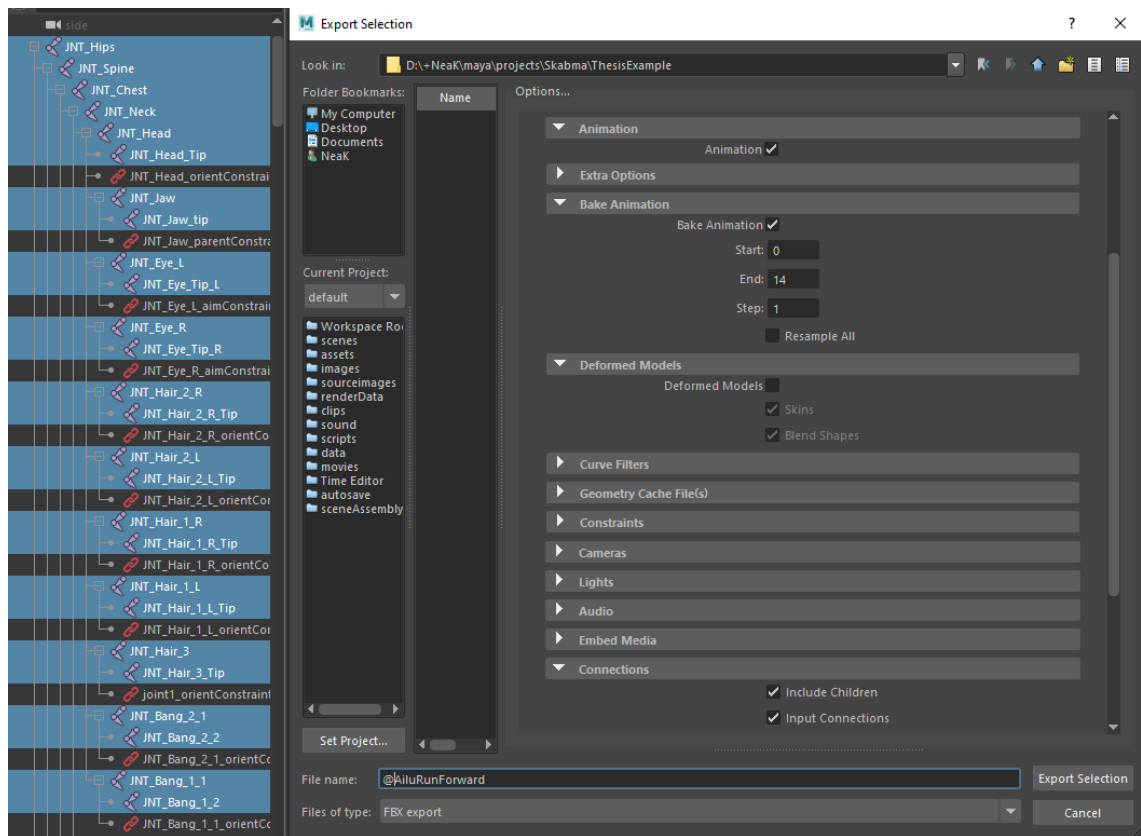 side
JNT_Hips
JNT_Spine
JNT_Chest
JNT_Neck
JNT_Head
JNT_Head_Tip
JNT_Head_orientConstrai
JNT_Jaw
JNT_Jaw_tip
JNT_Jaw_parentConstra
JNT_Eye_L
JNT_Eye_Tip_L
JNT_Eye_L_aimConstrai
JNT_Eye_R
JNT_Eye_Tip_R
JNT_Eye_R_aimConstrai
JNT_Hair_2_R
JNT_Hair_2_R_Tip
JNT_Hair_2_R_orientCo
JNT_Hair_2_L
JNT_Hair_2_L_Tip
JNT_Hair_2_L_orientCor
JNT_Hair_1_R
JNT_Hair_1_R_Tip
JNT_Hair_1_R_orientCo
JNT_Hair_1_L
JNT_Hair_1_L_Tip
JNT_Hair_1_L_orientCor
JNT_Hair_3
JNT_Hair_3_Tip
joint1_orientConstraint
JNT_Bang_2_1
JNT_Bang_2_2
JNT_Bang_2_1_orientCo
JNT_Bang_1_1
JNT_Bang_1_2
JNT_Bang_1_1_orientCo
Export Selection
? ×
Look in: D:\+NeaK\maya\projects\Skabma\ThesisExample
Folder Bookmarks:
My Computer
Desktop
Documents
NeaK
Current Project:
default
Workspace Ro
scenes
assets
images
sourceimages
renderData
clips
sound
scripts
data
movies
Time Editor
autosave
sceneAssembly
Set Project...
Name
Options...
Animation
Animation
Extra Options
Bake Animation
Bake Animation
Start: 0
End: 14
Step: 1
Resample All
Deformed Models
Deformed Models
Skins
Blend Shapes
Curve Filters
Geometry Cache File(s)
Constraints
Cameras
Lights
Audio
Embed Media
Connections
Include Children
Input Connections
File name: @AiluRunForward
Export Selection
Files of type: FBX export
Cancel